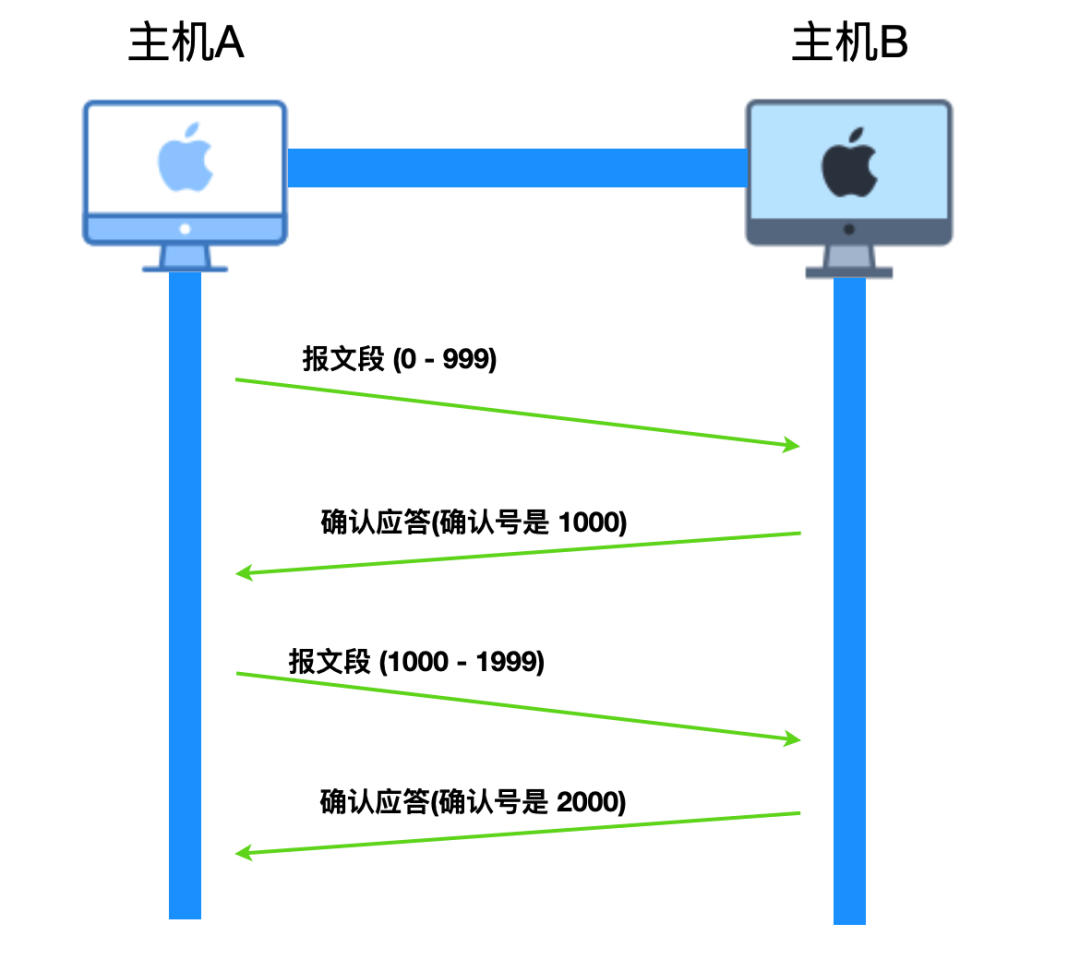 主机A
主机B
报文段 (0 - 999)
确认应答(确认号是 1000)
报文段 (1000 - 1999)
确认应答(确认号是 2000)